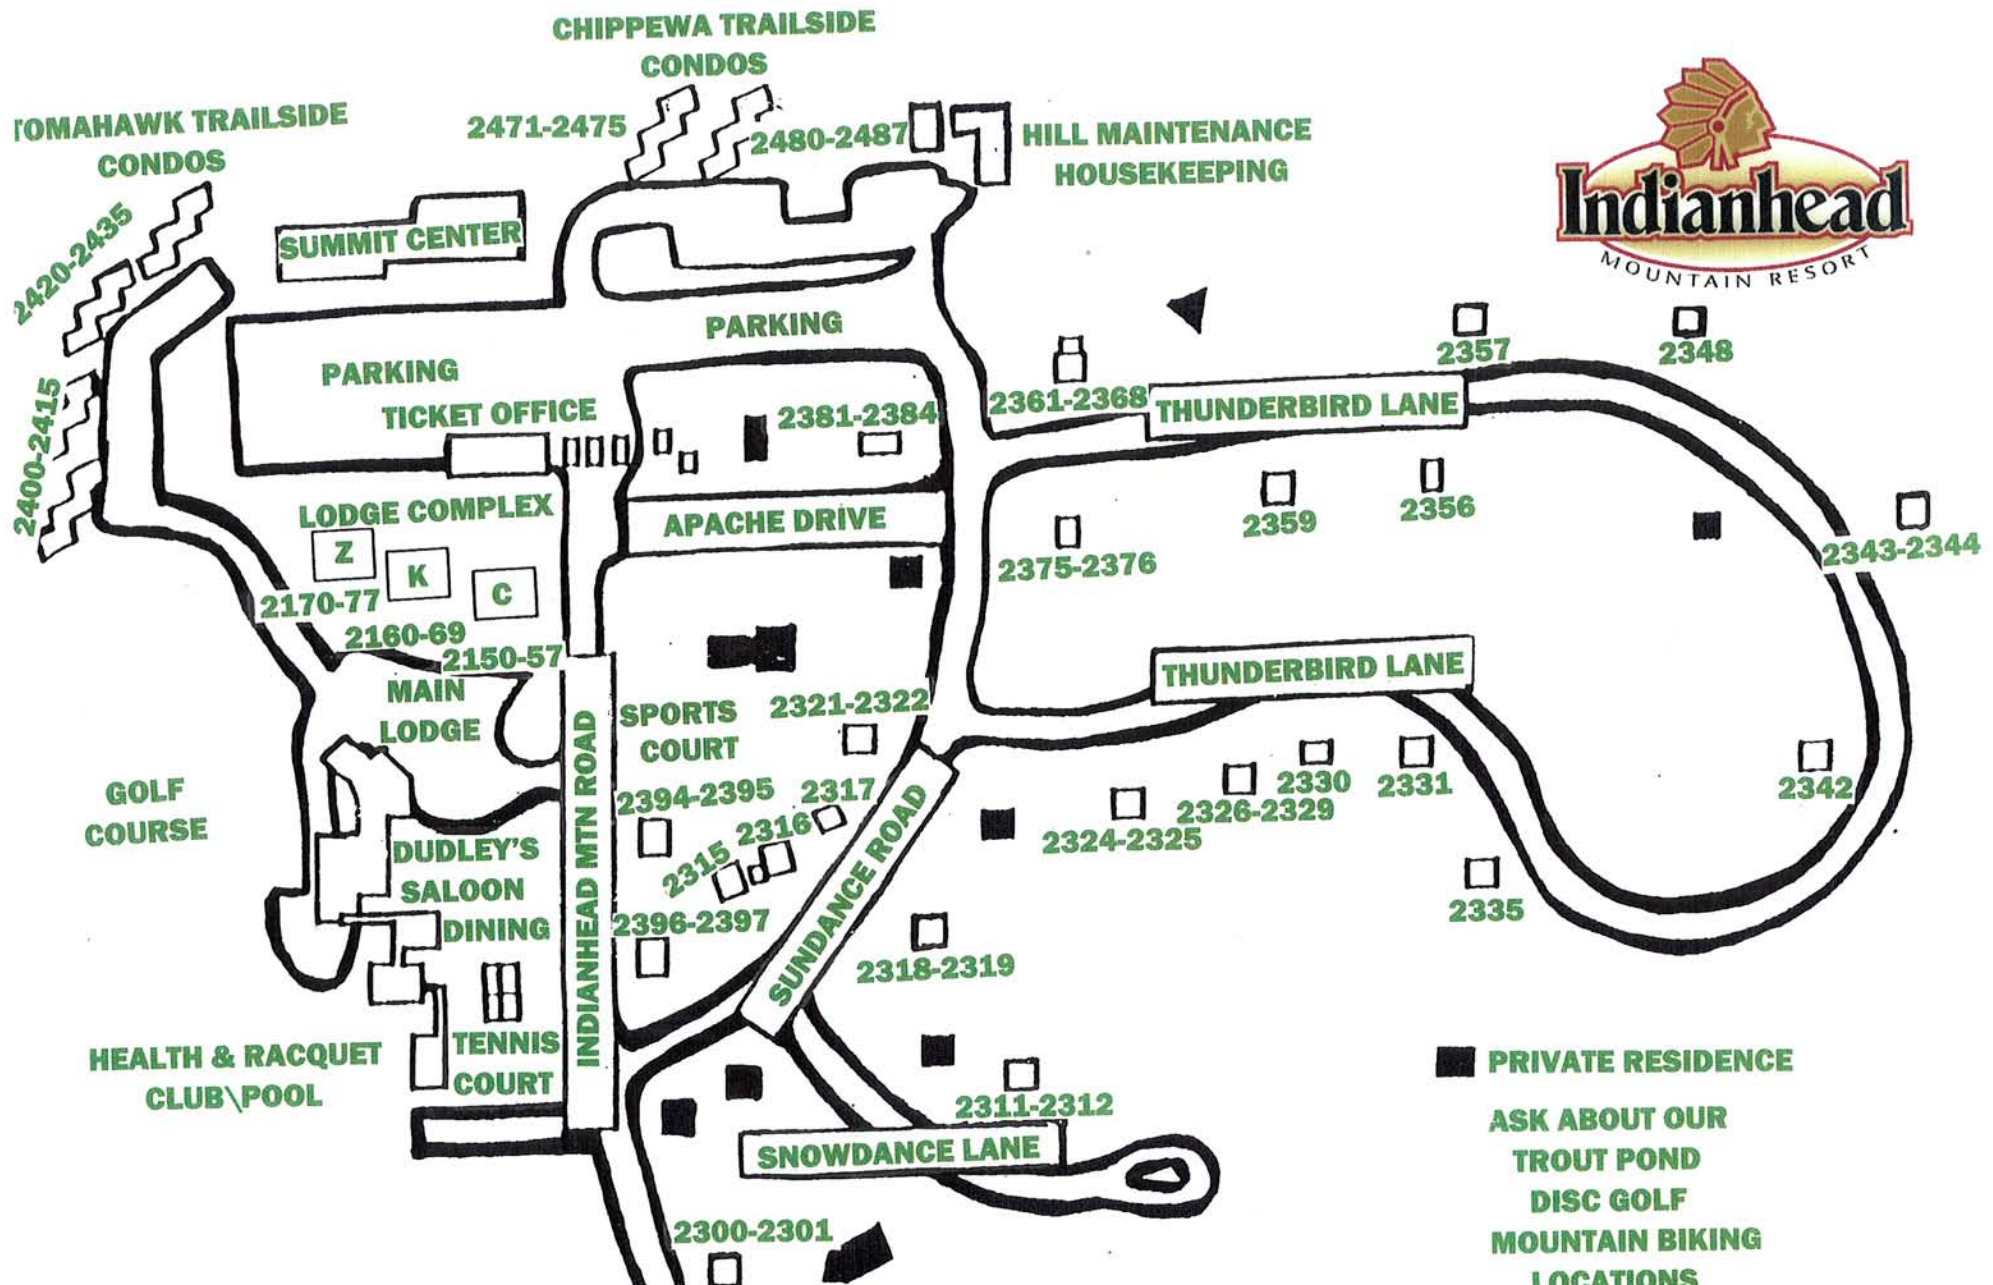 CHIPPEWA TRAILSIDE
CONDOS
TOMAHAWK TRAILSIDE
CONDOS
2471-2475
2480-2487
HILL MAINTENANCE
HOUSEKEEPING
Indianhead
MOUNTAIN RESORT
2420-2435
SUMMIT CENTER
PARKING
PARKING
TICKET OFFICE
2400-2415
2381-2384
2361-2368
THUNDERBIRD LANE
2357
2348
LODGE COMPLEX
Z
K
C
2170-77
2160-69
2150-57
APACHE DRIVE
2375-2376
2359
2356
2343-2344
MAIN
LODGE
SPORTS
COURT
2321-2322
THUNDERBIRD LANE
INDIANHEAD MTN ROAD
GOLF
COURSE
2394-2395
2317
2316
2315
SUNDANCE ROAD
2324-2325
2326-2329
2330
2331
2342
DUDLEY'S
SALOON
DINING
2396-2397
2318-2319
2335
HEALTH & RACQUET
CLUB\POOL
TENNIS
COURT
2311-2312
SNOWDANCE LANE
2300-2301
PRIVATE RESIDENCE
ASK ABOUT OUR
TROUT POND
DISC GOLF
MOUNTAIN BIKING
LOCATIONS